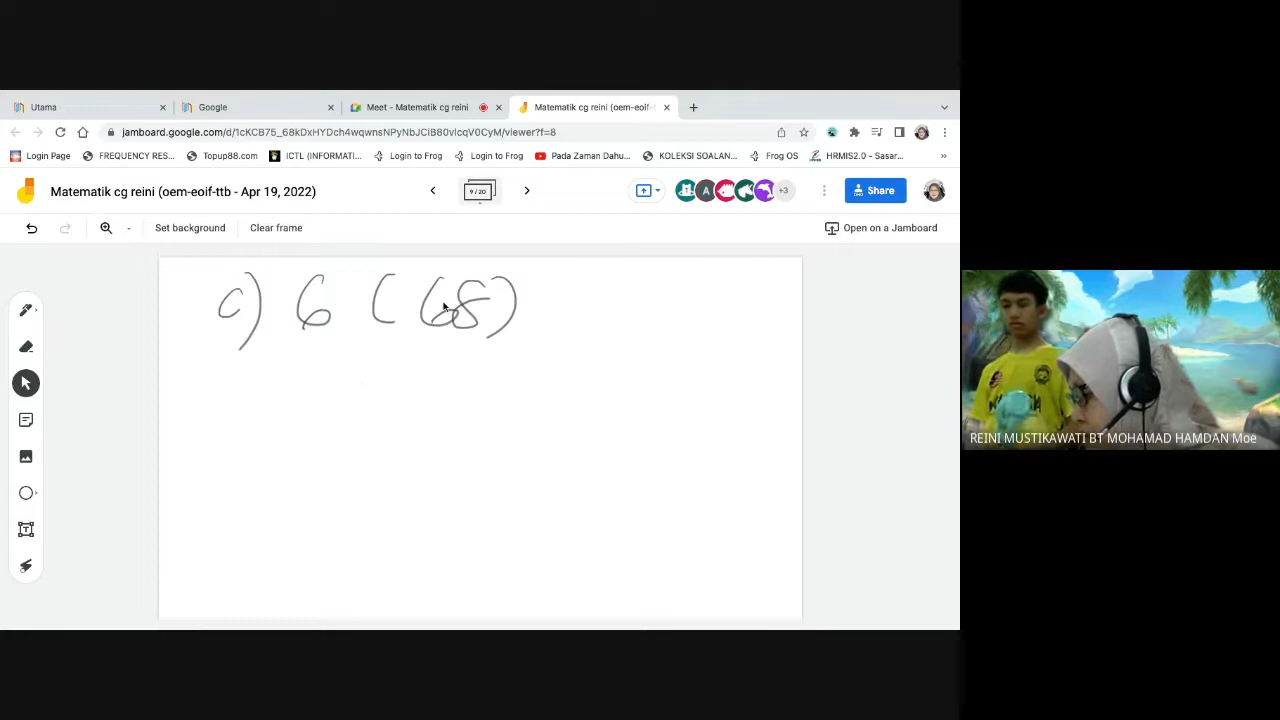 Utama
Google
Meet - Matematik cg reini
Matematik cg reini (oem-eoif-t
jamboard.google.com/d/1cKCB75_68kDxHYDch4wqwnsNPyNbJCiB80vIcqV0CyM/viewer?f=8
Login Page
FREQUENCY RES...
Topup88.com
ICTL (INFORMATI...
Login to Frog
Login to Frog
Pada Zaman Dahu...
KOLEKSI SOALAN...
Frog OS
HRMIS2.0 - Sasar...
»
Matematik cg reini (oem-eoif-ttb - Apr 19, 2022)
9 / 20
A
+3
Share
Set background
Clear frame
Open on a Jamboard
c) 6 ( 68 )
REINI MUSTIKAWATI BT MOHAMAD HAMDAN Moe